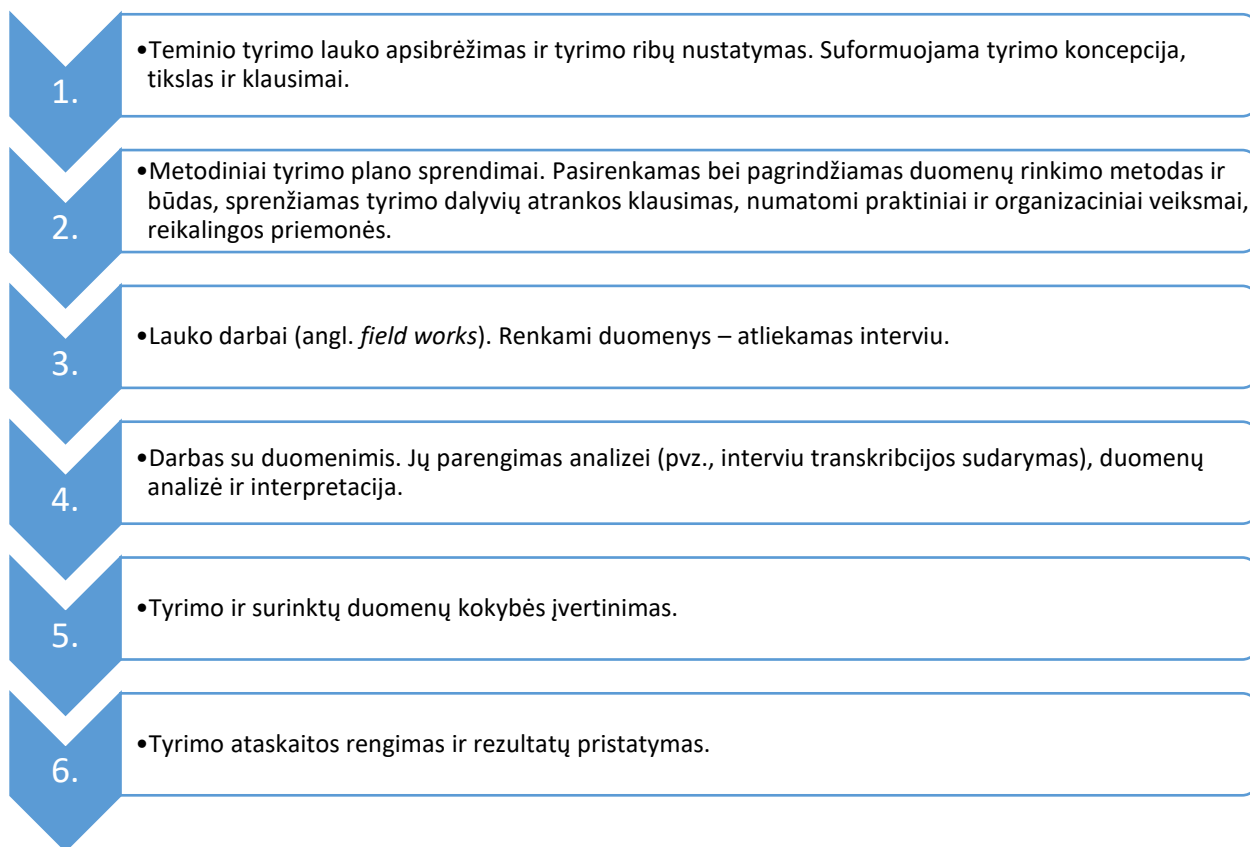 1.
•Teminio tyrimo lauko apsibrėžimas ir tyrimo ribų nustatymas. Suformuojama tyrimo koncepcija,
tikslas ir klausimai.
2.
•Metodiniai tyrimo plano sprendimai. Pasirenkamas bei pagrindžiamas duomenų rinkimo metodas ir
būdas, sprenžiamas tyrimo dalyvių atrankos klausimas, numatomi praktiniai ir organizaciniai veiksmai,
reikalingos priemonės.
3.
•Lauko darbai (angl. field works). Renkami duomenys – atliekamas interviu.
4.
•Darbas su duomenimis. Jų parengimas analizei (pvz., interviu transkribcijos sudarymas), duomenų
analizė ir interpretacija.
5.
•Tyrimo ir surinktų duomenų kokybės įvertinimas.
6.
•Tyrimo ataskaitos rengimas ir rezultatų pristatymas.